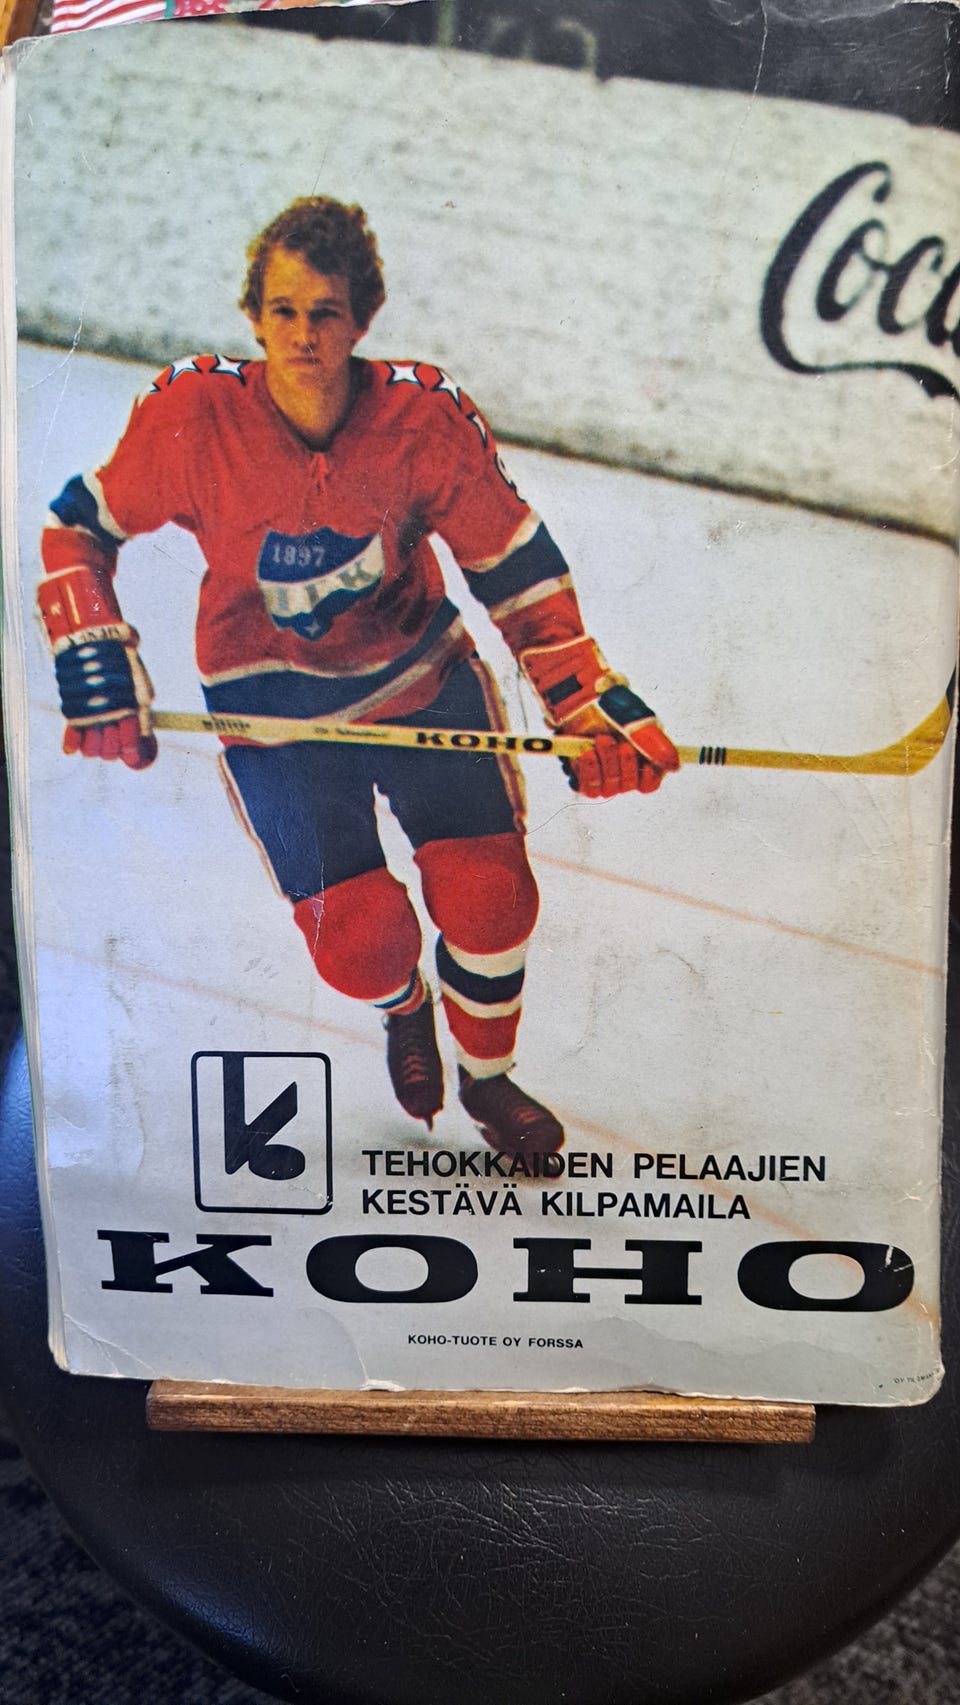 Coca
1897
IFK
KOHO
TEHOKKAIDEN PELAAJIEN
KESTÄVÄ KILPAMAILA
KOHO
KOHO-TUOTE OY FORSSA